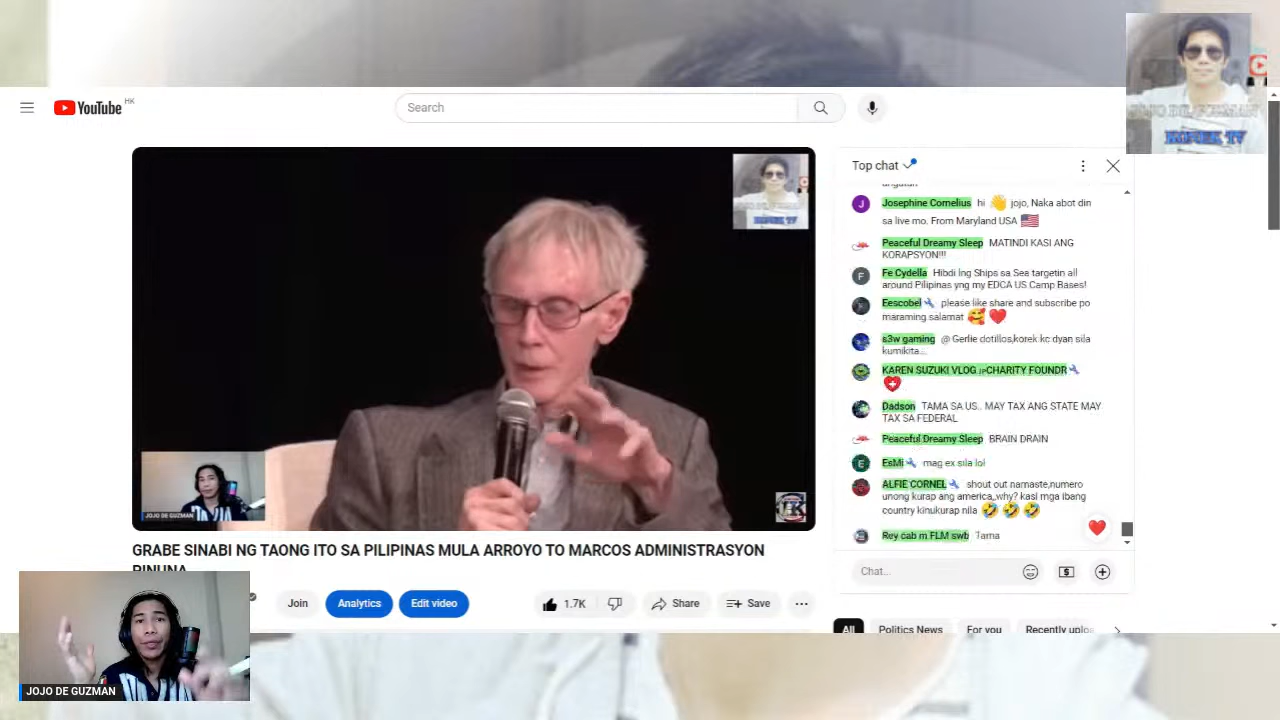 YouTube HK
Search
JOJO DE GUZMAN
GRABE SINABI NG TAONG ITO SA PILIPINAS MULA ARROYO TO MARCOS ADMINISTRASYON
PINUNA
Join
Analytics
Edit video
1.7K
Share
Save
JOJO DE GUZMAN
Top chat
Josephine Cornelius hi 👋 jojo, Naka abot din
sa live mo. From Maryland USA 🇺🇸
Peaceful Dreamy Sleep MATINDI KASI ANG
KORAPSYON!!!
Fe Cydella Hibdi lng Ships sa Sea targetin all
around Pilipinas yng my EDCA US Camp Bases!
Eescobel please like share and subscribe po
maraming salamat 🥰 ❤️
s3w gaming @ Gerlie dotillos,korek kc dyan sila
kumikita...
KAREN SUZUKI VLOG JPCHARITY FOUNDR
Dadson TAMA SA US.. MAY TAX ANG STATE MAY
TAX SA FEDERAL
Peaceful Dreamy Sleep BRAIN DRAIN
EsMi mag ex sila lol
ALFIE CORNEL shout out namaste,numero
unong kurap ang america,,why? kasi mga ibang
country kinukurap nila 🤣 🤣 🤣
Rey cab m FLM swb Tama
Chat...
All
Politics News
For you
Recently uplo